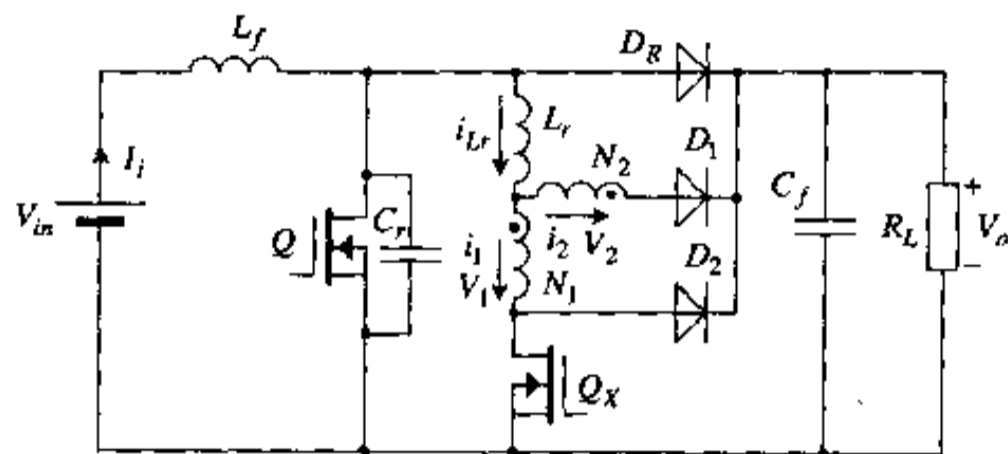 L_f
D_R
i_Lr
L_r
N_2
D_1
I_i
V_in
Q
C_r
i_1
V_1
N_1
i_2
V_2
D_2
C_f
R_L
+
V_o
−
Q_X